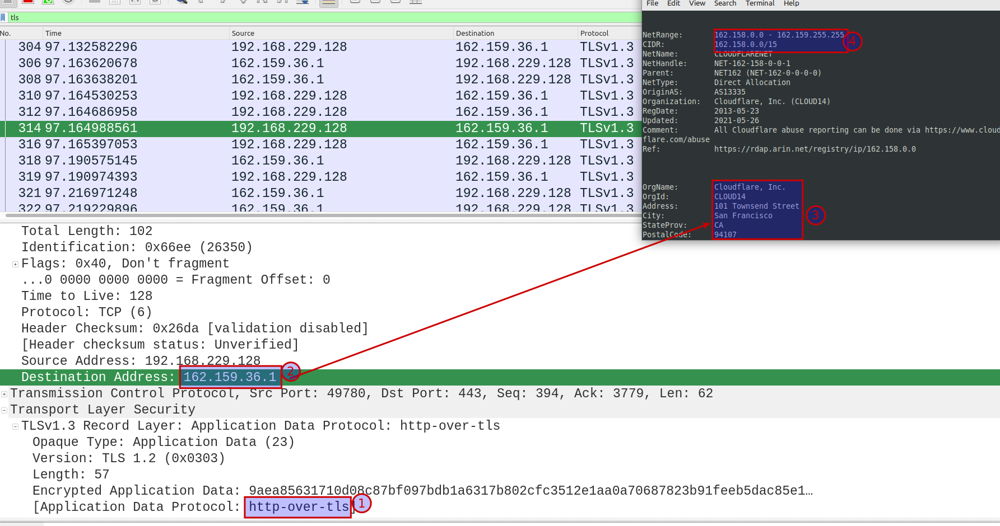 tls
No. Time Source Destination Protocol
304 97.132582296 192.168.229.128 162.159.36.1 TLSv1.3
306 97.163620678 162.159.36.1 192.168.229.128 TLSv1.3
308 97.163638201 162.159.36.1 192.168.229.128 TLSv1.3
310 97.164530253 192.168.229.128 162.159.36.1 TLSv1.3
312 97.164686958 192.168.229.128 162.159.36.1 TLSv1.3
314 97.164988561 192.168.229.128 162.159.36.1 TLSv1.3
316 97.165397053 192.168.229.128 162.159.36.1 TLSv1.3
318 97.190575145 162.159.36.1 192.168.229.128 TLSv1.3
319 97.190974393 192.168.229.128 162.159.36.1 TLSv1.3
321 97.216971248 162.159.36.1 192.168.229.128 TLSv1.3
322 97.219229896 162.159.36.1 192.168.229.128 TLSv1.3
File Edit View Search Terminal Help
NetRange: 162.158.0.0 - 162.159.255.255
4
CIDR: 162.158.0.0/15
NetName: CLOUDFLARENET
NetHandle: NET-162-158-0-0-1
Parent: NET162 (NET-162-0-0-0-0)
NetType: Direct Allocation
OriginAS: AS13335
Organization: Cloudflare, Inc. (CLOUD14)
RegDate: 2013-05-23
Updated: 2021-05-26
Comment: All Cloudflare abuse reporting can be done via https://www.cloud
flare.com/abuse
Ref: https://rdap.arin.net/registry/ip/162.158.0.0
OrgName: Cloudflare, Inc.
OrgId: CLOUD14
Address: 101 Townsend Street
City: San Francisco
3
StateProv: CA
PostalCode: 94107
Total Length: 102
Identification: 0x66ee (26350)
Flags: 0x40, Don't fragment
...0 0000 0000 0000 = Fragment Offset: 0
Time to Live: 128
Protocol: TCP (6)
Header Checksum: 0x26da [validation disabled]
[Header checksum status: Unverified]
Source Address: 192.168.229.128
Destination Address: 162.159.36.1
2
Transmission Control Protocol, Src Port: 49780, Dst Port: 443, Seq: 394, Ack: 3779, Len: 62
Transport Layer Security
TLSv1.3 Record Layer: Application Data Protocol: http-over-tls
Opaque Type: Application Data (23)
Version: TLS 1.2 (0x0303)
Length: 57
Encrypted Application Data: 9aea85631710d08c87bf097bdb1a6317b802cfc3512e1aa0a70687823b91feeb5dac85e1…
[Application Data Protocol: http-over-tls]
1